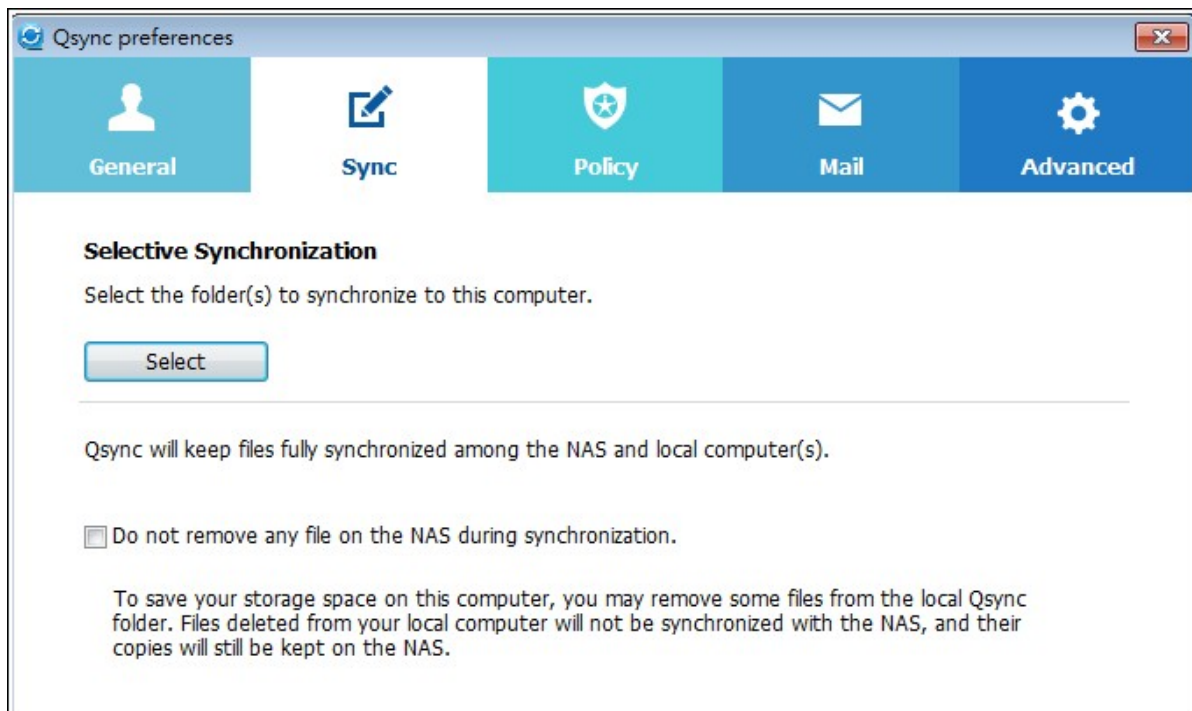 Qsync preferences
General
Sync
Policy
Mail
Advanced
Selective Synchronization
Select the folder(s) to synchronize to this computer.
Select
Qsync will keep files fully synchronized among the NAS and local computer(s).
Do not remove any file on the NAS during synchronization.
To save your storage space on this computer, you may remove some files from the local Qsync
folder. Files deleted from your local computer will not be synchronized with the NAS, and their
copies will still be kept on the NAS.